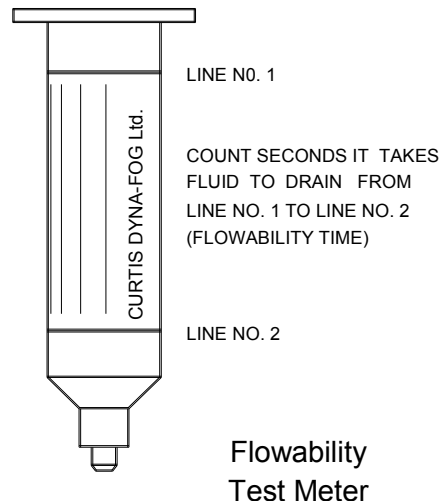 LINE N0. 1
CURTIS DYNA-FOG Ltd.
COUNT SECONDS IT TAKES
FLUID TO DRAIN FROM
LINE NO. 1 TO LINE NO. 2
(FLOWABILITY TIME)
LINE NO. 2
Flowability
Test Meter